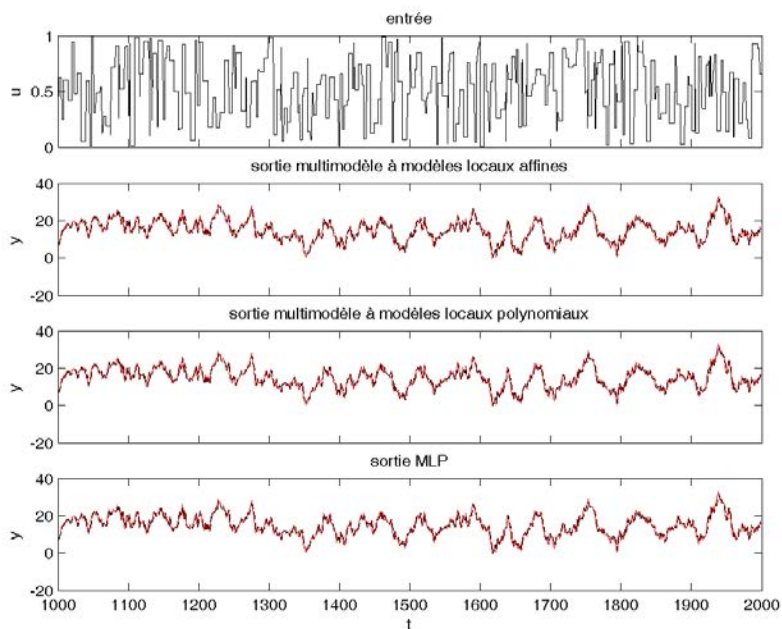 entrée
1
0.5
0
u
sortie multimodèle à modèles locaux affines
40
20
0
-20
y
sortie multimodèle à modèles locaux polynomiaux
40
20
0
-20
y
sortie MLP
40
20
0
-20
y
1000 1100 1200 1300 1400 1500 1600 1700 1800 1900 2000
t